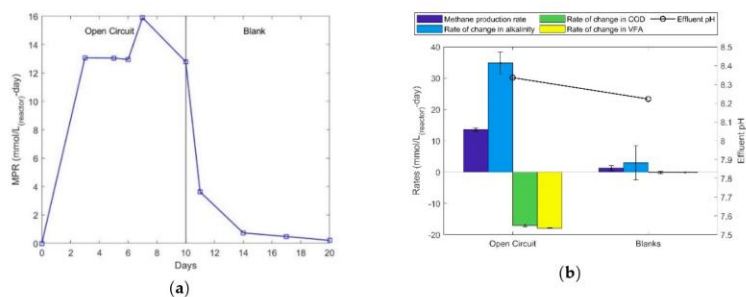 Open Circuit
Blank
MPR (mmol/L(reactor)-day)
16
14
12
10
8
6
4
2
0
0 2 4 6 8 10 12 14 16 18 20
Days
(a)
Methane production rate
Rate of change in alkalinity
Rate of change in COD
Rate of change in VFA
Effluent pH
Rates (mmol/L(reactor)-day)
40
30
20
10
0
-10
-20
8.5
8.4
8.3
8.2
8.1
8
7.9
7.8
7.7
7.6
7.5
Effluent pH
Open Circuit Blanks
(b)